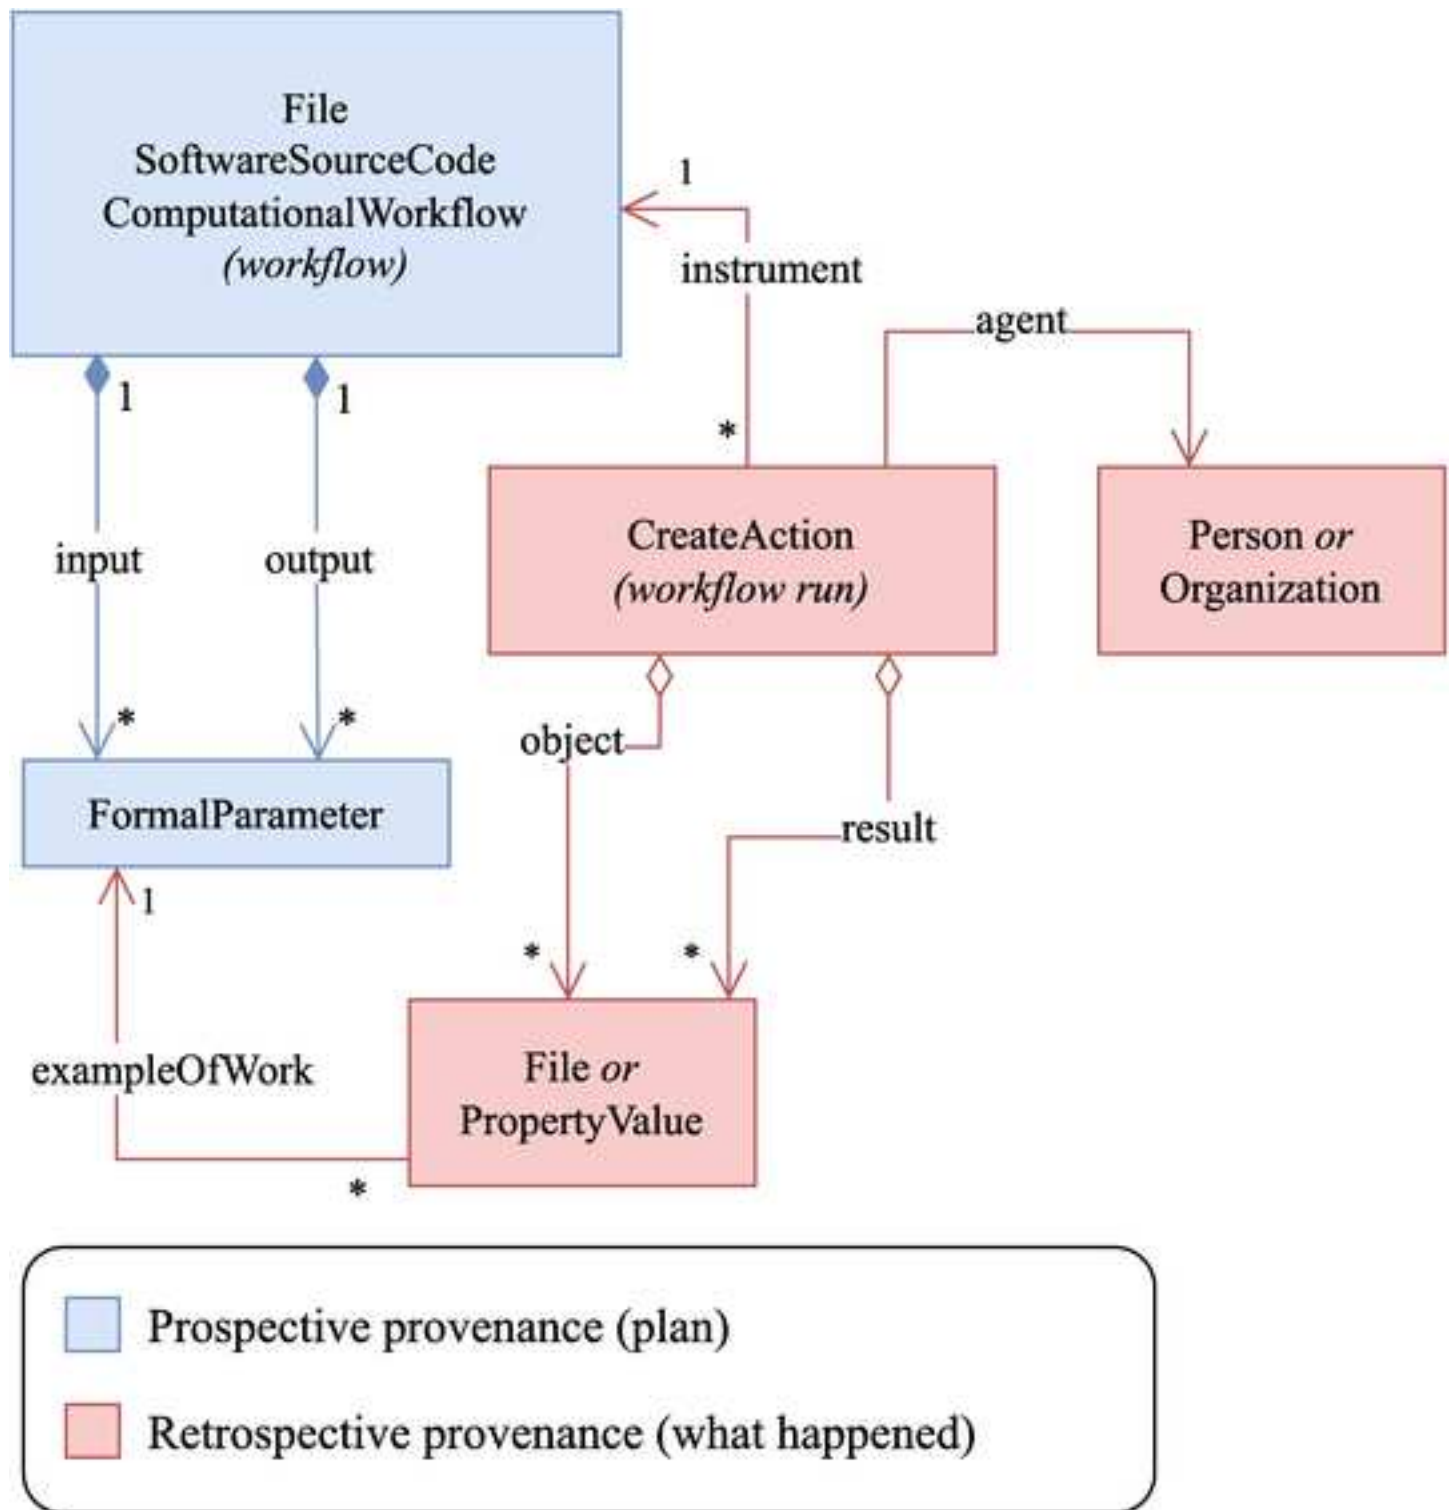 File
SoftwareSourceCode
ComputationalWorkflow
(workflow)
1
instrument
agent
1
1
*
CreateAction
(workflow run)
Person or
Organization
input
output
*
*
object
FormalParameter
result
1
*
*
exampleOfWork
File or
PropertyValue
*
Prospective provenance (plan)
Retrospective provenance (what happened)